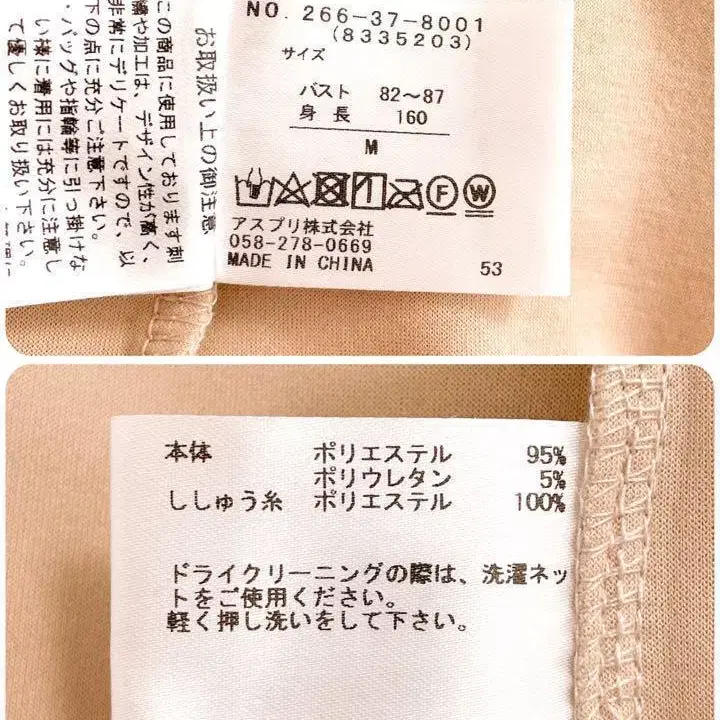 NO. 266-37-8001
(8335203)
サイズ
バスト 82～87
身長 160
M
アスプリ株式会社
058-278-0669
MADE IN CHINA
53
お取扱い上の御注意
この商品に使用しております刺
繍や加工は、デザイン性が高く、
非常にデリケートですので、以
下の点に充分ご注意下さい。
・バッグや指輪等に引っ掛けな
い様に着用には充分に注意し
て優しくお取り扱い下さい。
本体 ポリエステル 95%
ポリウレタン 5%
ししゅう糸 ポリエステル 100%
ドライクリーニングの際は、洗濯ネッ
トをご使用ください。
軽く押し洗いをして下さい。